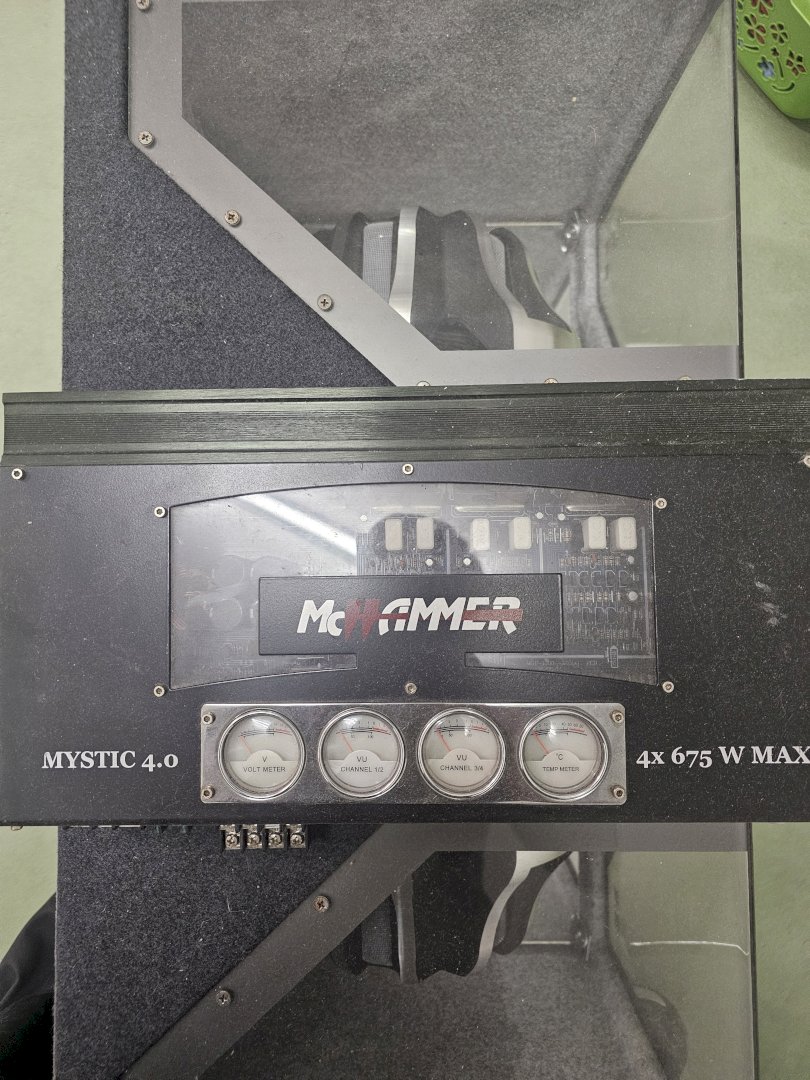 McHAMMER
MYSTIC 4.0
V
VOLT METER
VU
CHANNEL 1/2
VU
CHANNEL 3/4
°C
TEMP METER
4x 675 W MAX